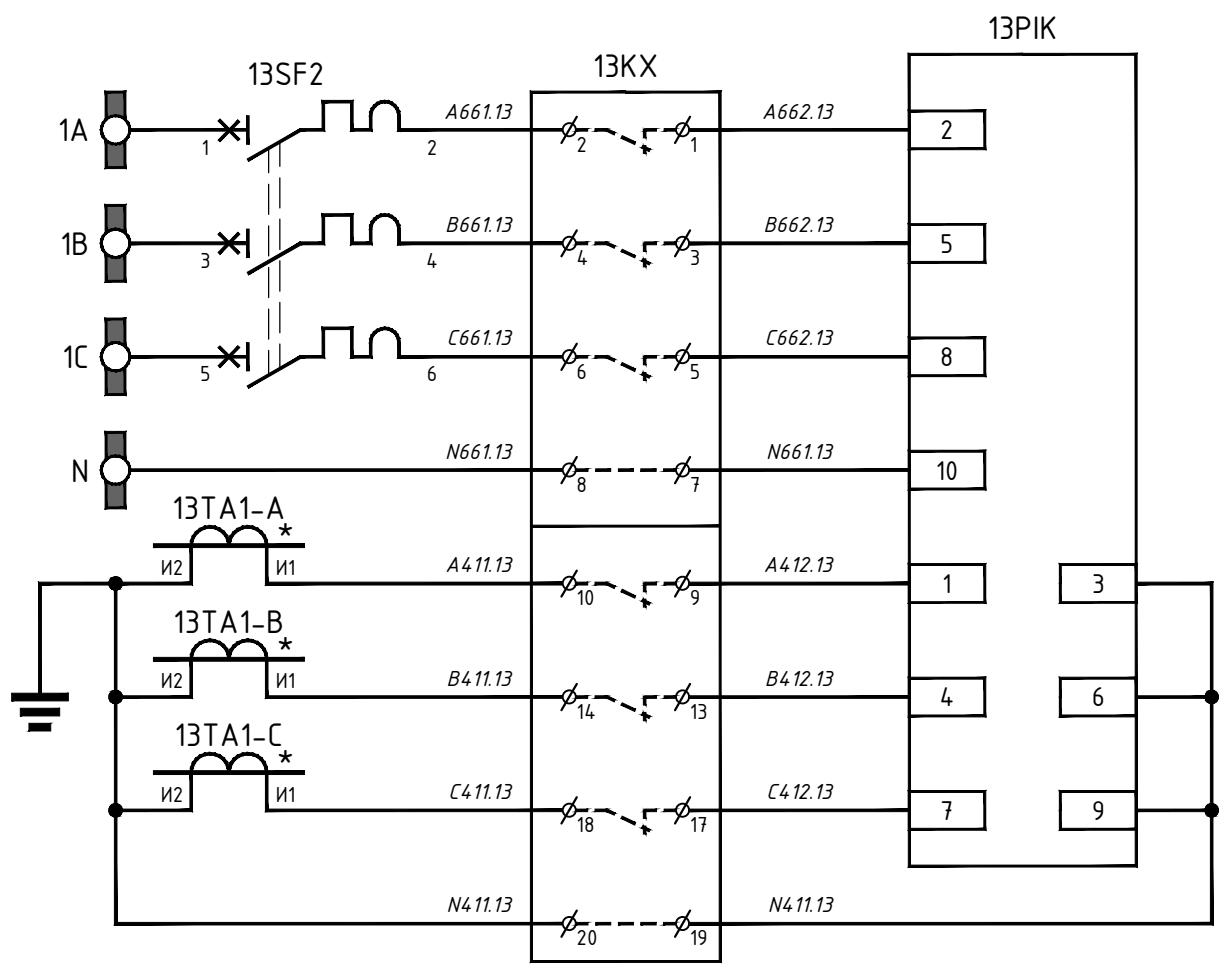 13PIK
13SF2 13KX
1A 1 2 A661.13 2 1 A662.13 2
1B 3 4 B661.13 4 3 B662.13 5
1C 5 6 C661.13 6 5 C662.13 8
N N661.13 8 7 N661.13 10
13TA1-A *
И2 И1 A411.13 10 9 A412.13 1 3
13TA1-B *
И2 И1 B411.13 14 13 B412.13 4 6
13TA1-C *
И2 И1 C411.13 18 17 C412.13 7 9
N411.13 20 19 N411.13